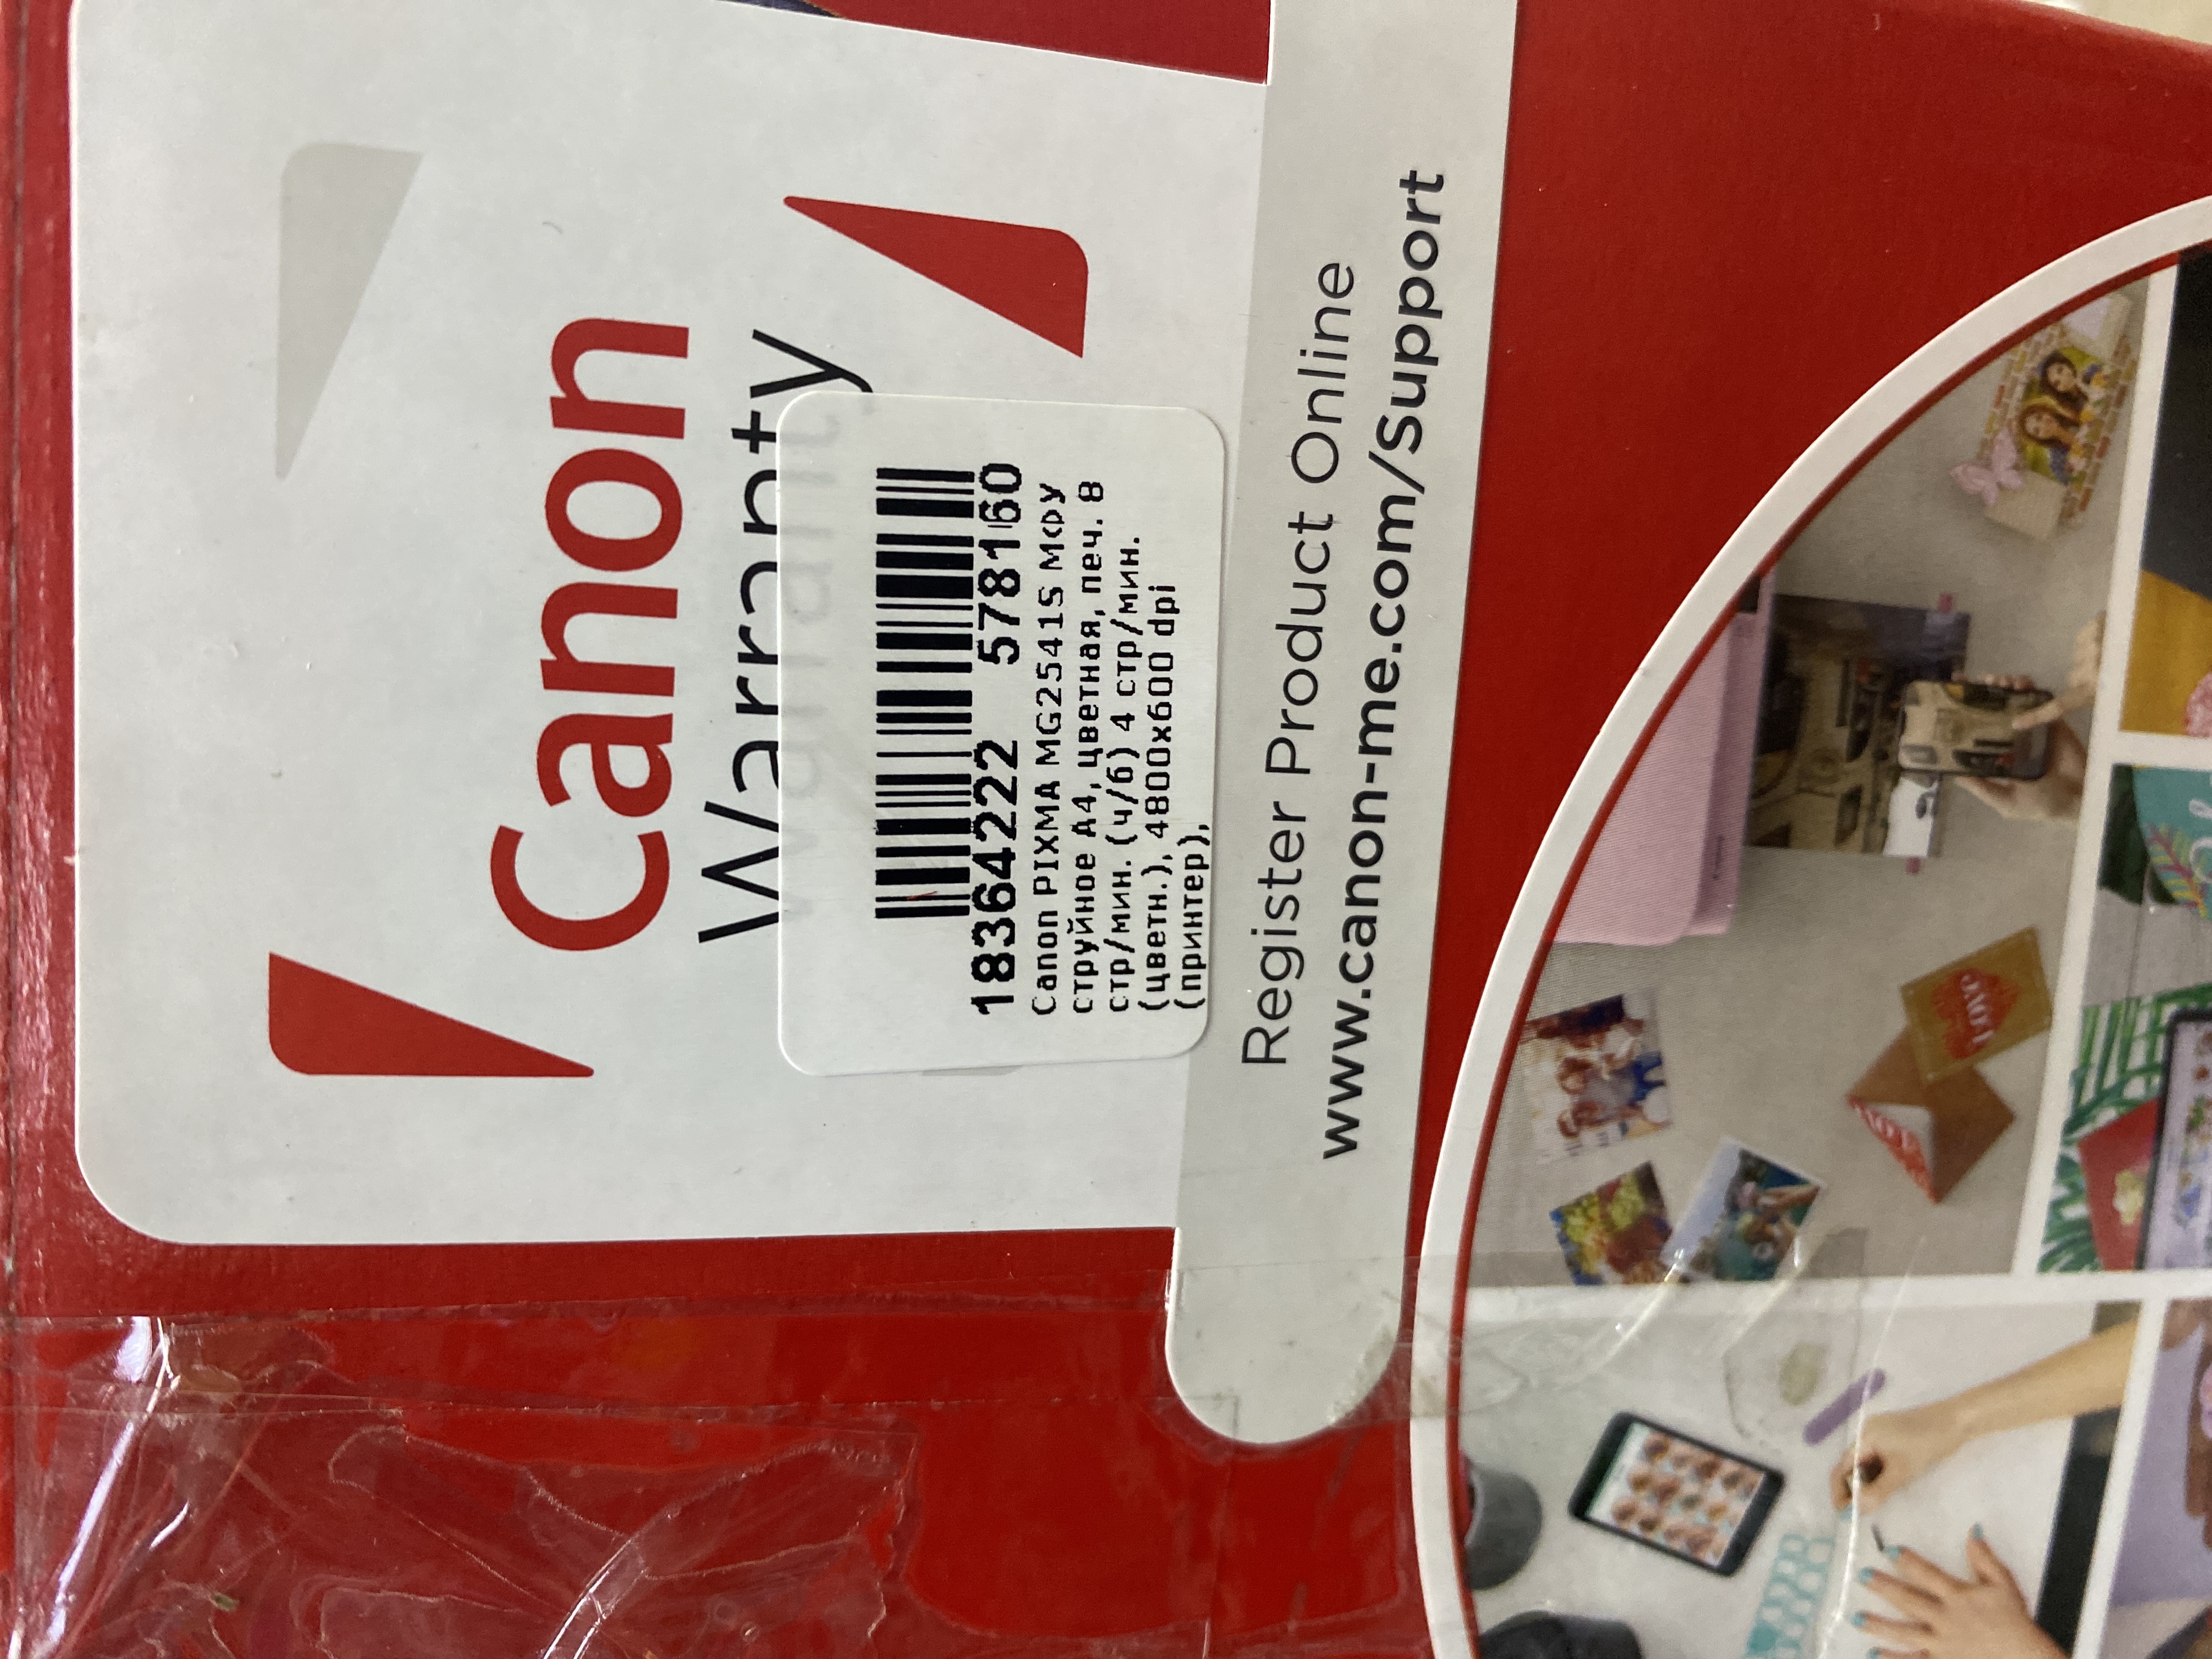 Canon
Warranty
18364222 578160
Canon PIXMA MG2541S МФУ
струйное A4, цветная, печ. 8
стр/мин. (ч/б) 4 стр/мин.
(цветн.), 4800x600 dpi
(принтер),
Register Product Online
www.canon-me.com/Support